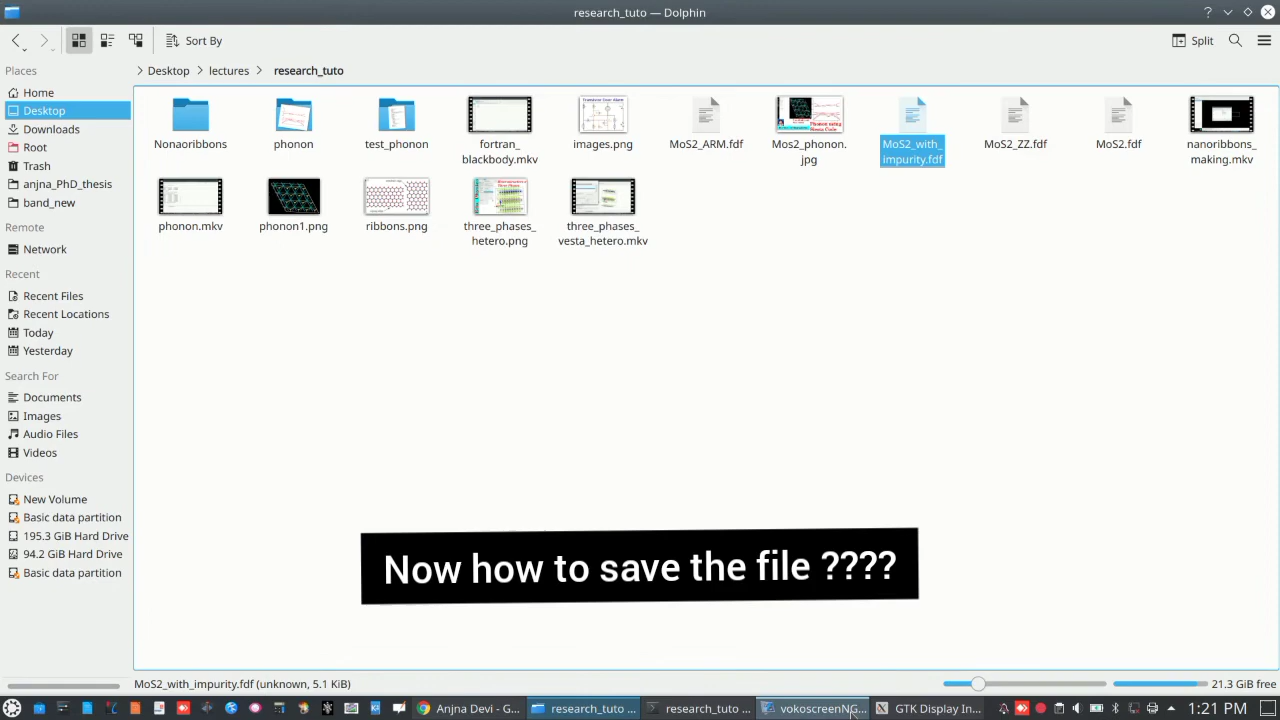 research_tuto — Dolphin
Sort By
Split
Places
> Desktop > lectures > research_tuto
Home
Desktop
Downloads
Root
Trash
anjna_PhD_thesis
band_new
Remote
Network
Recent
Recent Files
Recent Locations
Today
Yesterday
Search For
Documents
Images
Audio Files
Videos
Devices
New Volume
Basic data partition
195.3 GiB Hard Drive
94.2 GiB Hard Drive
Basic data partition
Nonaoribbons
phonon
test_phonon
fortran_
blackbody.mkv
images.png
MoS2_ARM.fdf
Mos2_phonon.
jpg
MoS2_with_
impurity.fdf
MoS2_ZZ.fdf
MoS2.fdf
nanoribbons_
making.mkv
phonon.mkv
phonon1.png
ribbons.png
three_phases_
hetero.png
three_phases_
vesta_hetero.mkv
Now how to save the file ????
MoS2_with_impurity.fdf (unknown, 5.1 KiB)
21.3 GiB free
Anjna Devi - G...
research_tuto ...
research_tuto ...
vokoscreenNG...
GTK Display In...
1:21 PM